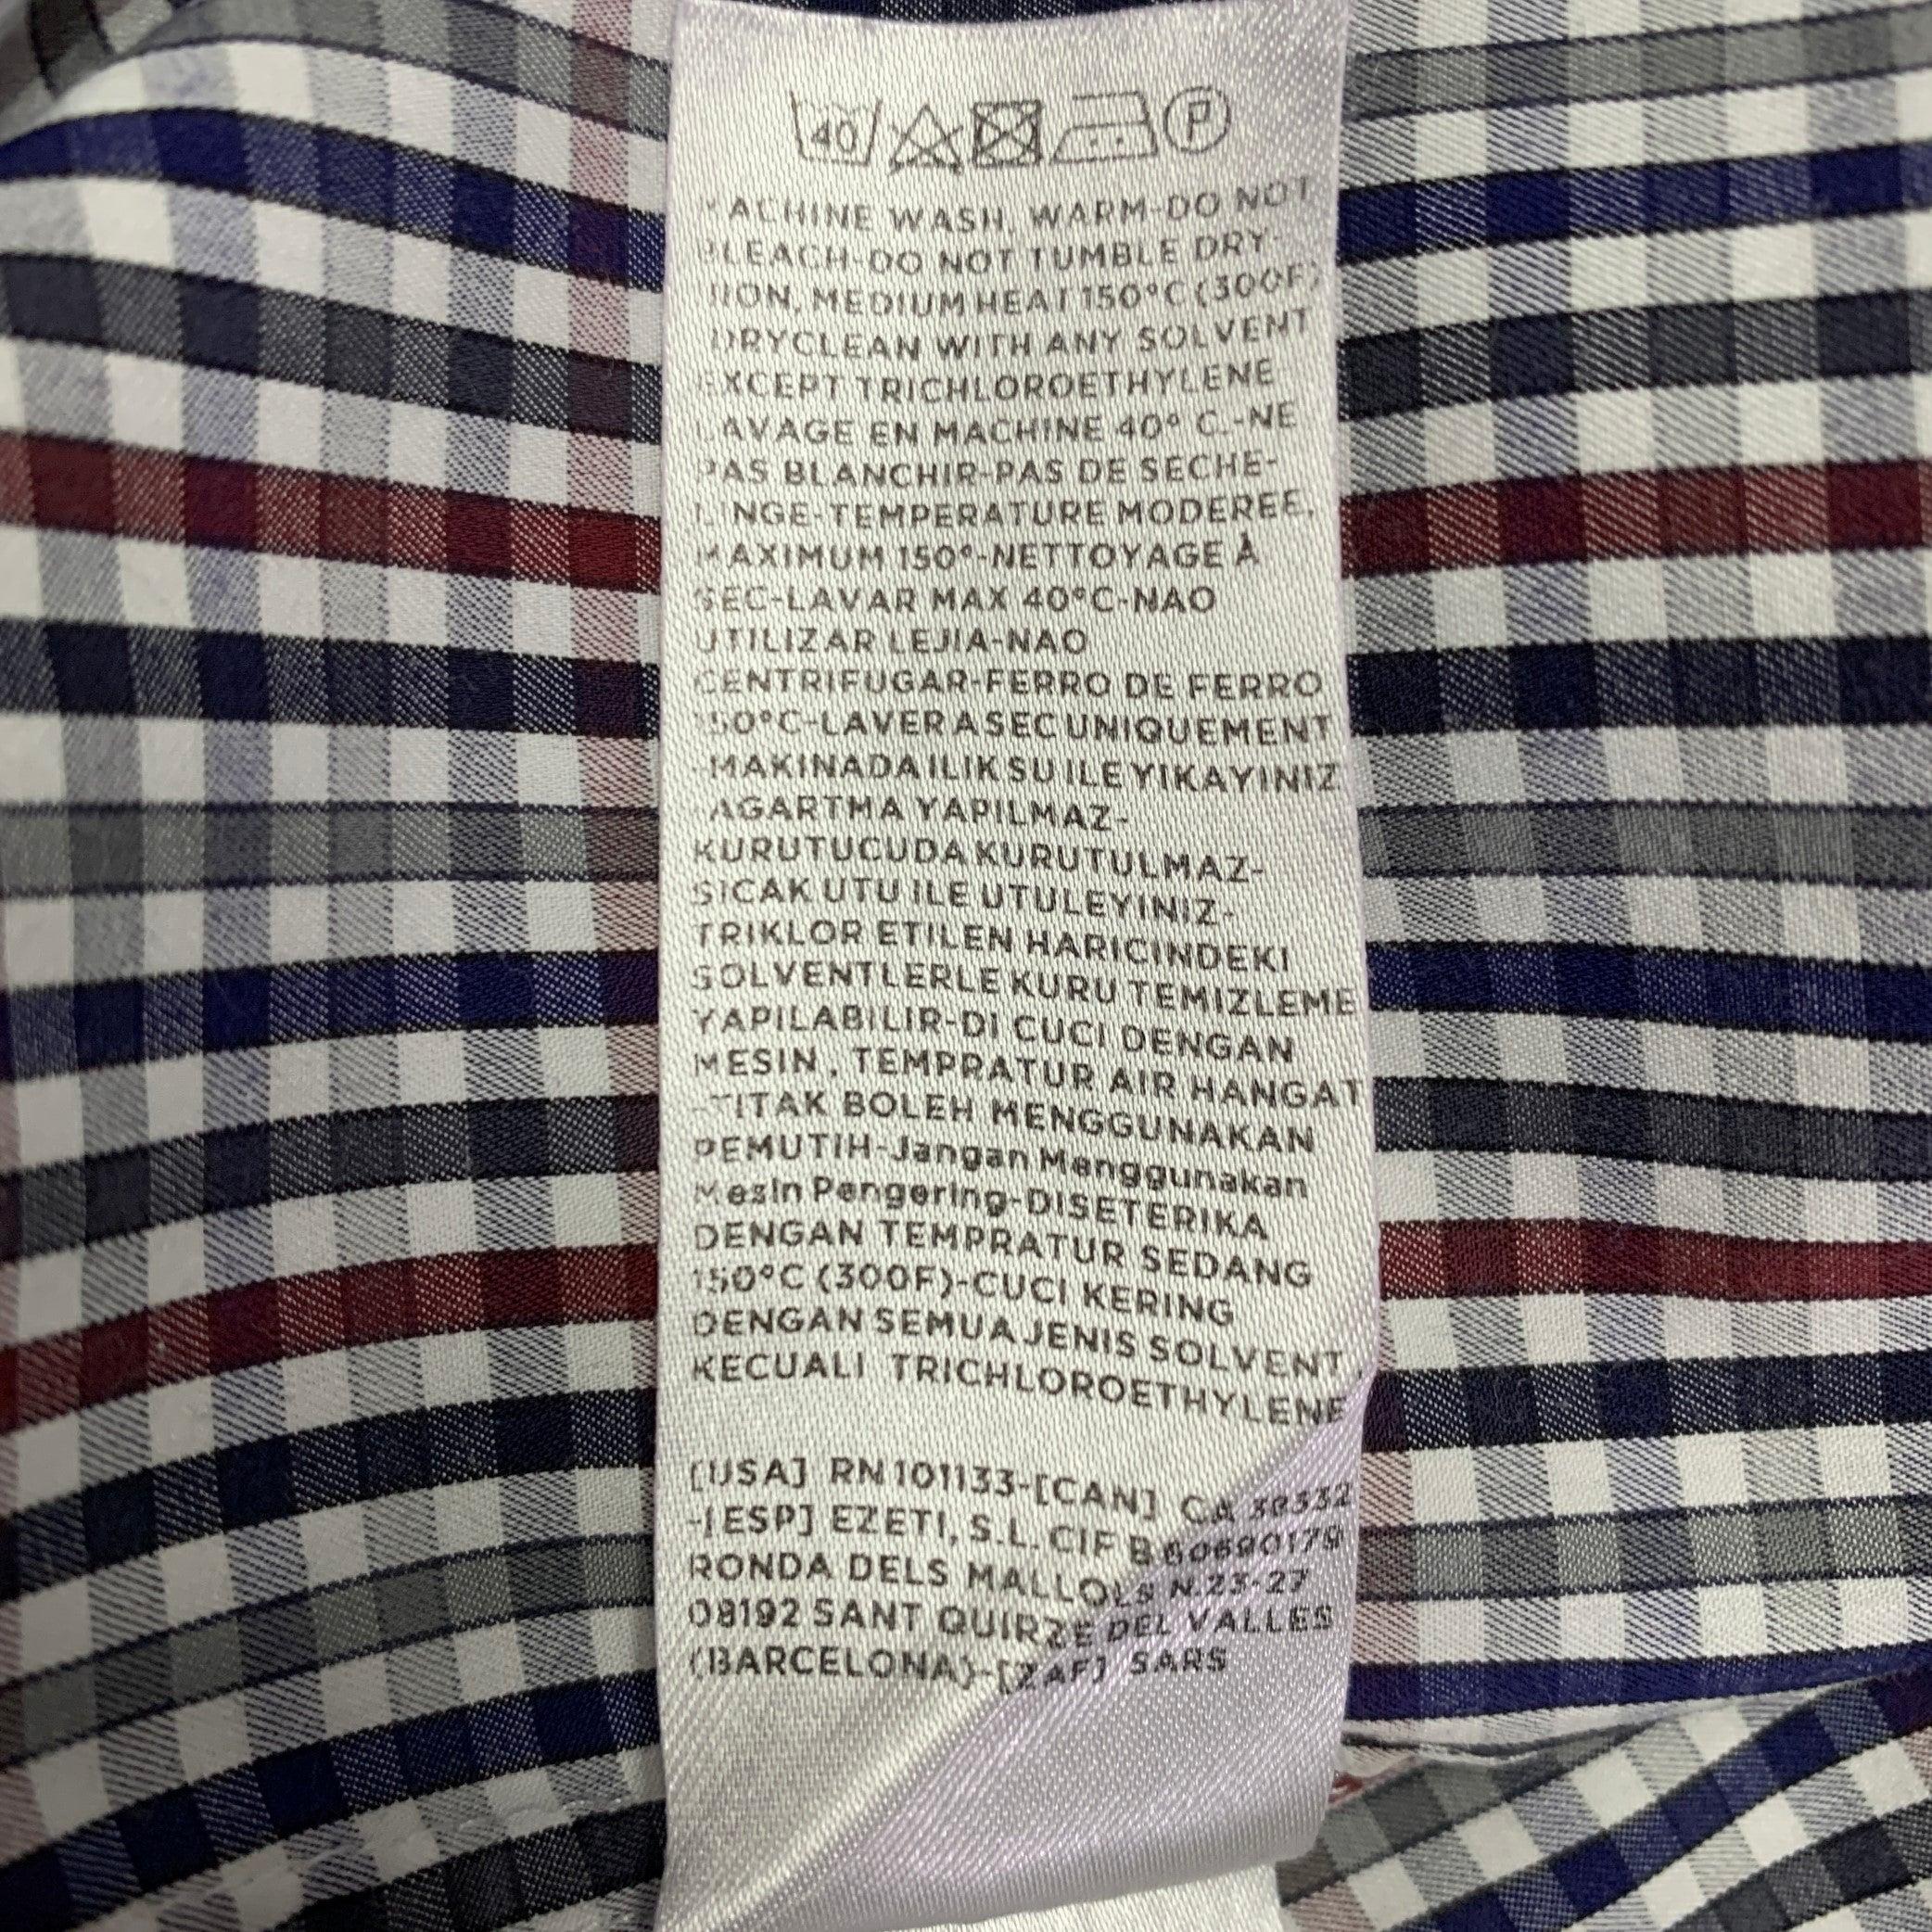 40 P
MACHINE WASH, WARM-DO NOT
BLEACH-DO NOT TUMBLE DRY-
IRON, MEDIUM HEAT 150°C (300F)
DRYCLEAN WITH ANY SOLVENT
EXCEPT TRICHLOROETHYLENE
LAVAGE EN MACHINE 40° C.-NE
PAS BLANCHIR-PAS DE SECHE-
LINGE-TEMPERATURE MODEREE,
MAXIMUM 150°-NETTOYAGE À
SEC-LAVAR MAX 40°C-NAO
UTILIZAR LEJIA-NAO
CENTRIFUGAR-FERRO DE FERRO
150°C-LAVER A SEC UNIQUEMENT
-MAKINADA ILIK SU ILE YIKAYINIZ
AGARTMA YAPILMAZ-
KURUTUCUDA KURUTULMAZ-
SICAK UTU ILE UTULEYINIZ-
TRIKLOR ETILEN HARICINDEKI
SOLVENTLERLE KURU TEMIZLEME
YAPILABILIR-DI CUCI DENGAN
MESIN, TEMPRATUR AIR HANGAT
-TITAK BOLEH MENGGUNAKAN
PEMUTIH-Jangan Menggunakan
Mesin Pengering-DISETERIKA
DENGAN TEMPRATUR SEDANG
150°C (300F)-CUCI KERING
DENGAN SEMUA JENIS SOLVENT
KECUALI TRICHLOROETHYLENE
[USA] RN 101133-[CAN] CA 39332
-[ESP] EZETI, S.L. CIF B 60690179
RONDA DELS MALLOLS N.23-27
08192 SANT QUIRZE DEL VALLES
(BARCELONA)-[ZAF] SARS